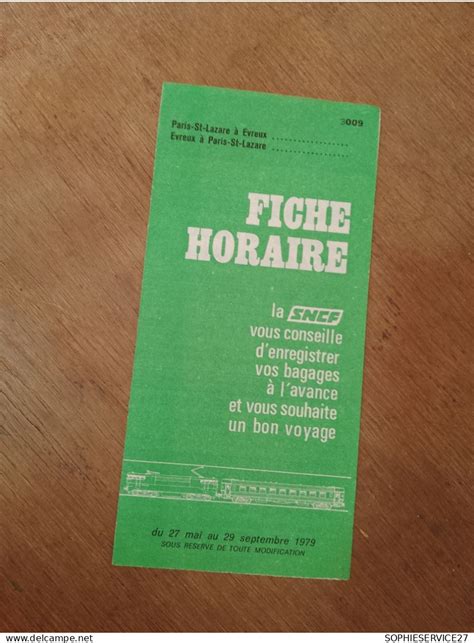 3009
Paris-St-Lazare à Evreux ....................
Evreux à Paris-St-Lazare ....................
FICHE
HORAIRE
la SNCF
vous conseille
d'enregistrer
vos bagages
à l'avance
et vous souhaite
un bon voyage
du 27 mai au 29 septembre 1979
SOUS RESERVE DE TOUTE MODIFICATION
https://www.delcampe.net
SOPHIESERVICE27